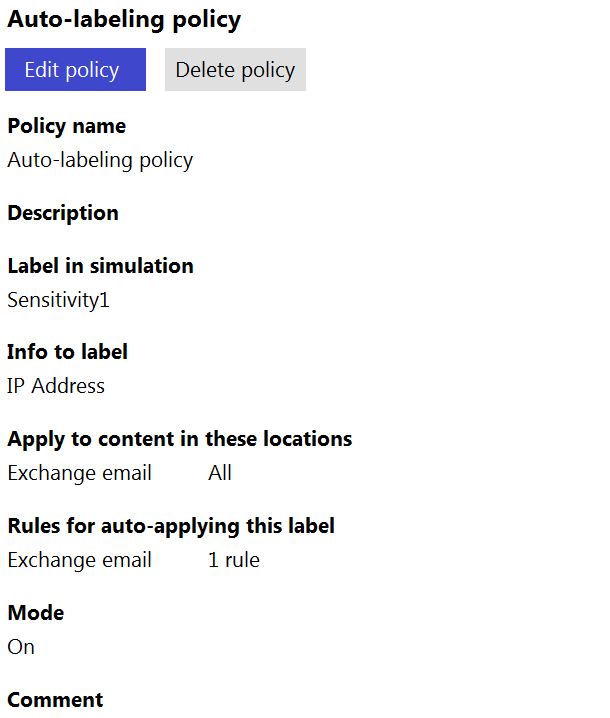 Auto-labeling policy
Edit policy Delete policy
Policy name
Auto-labeling policy
Description
Label in simulation
Sensitivity1
Info to label
IP Address
Apply to content in these locations
Exchange email All
Rules for auto-applying this label
Exchange email 1 rule
Mode
On
Comment